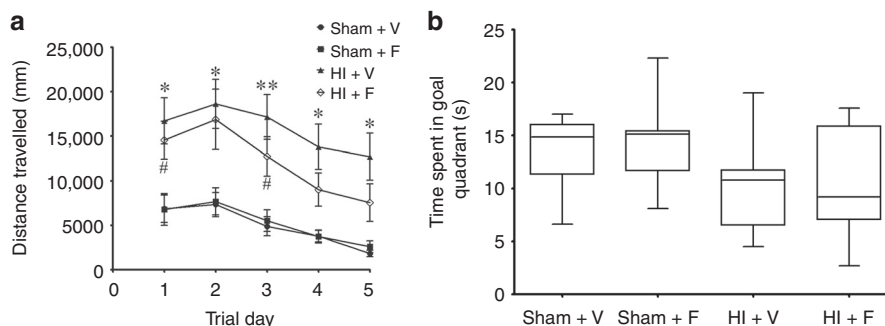 a
Sham + V
Sham + F
HI + V
HI + F
Distance travelled (mm)
25,000
20,000
15,000
10,000
5000
0
* * ** * *
# #
0 1 2 3 4 5
Trial day
b
Time spent in goal
quadrant (s)
25
20
15
10
5
0
Sham + V Sham + F HI + V HI + F